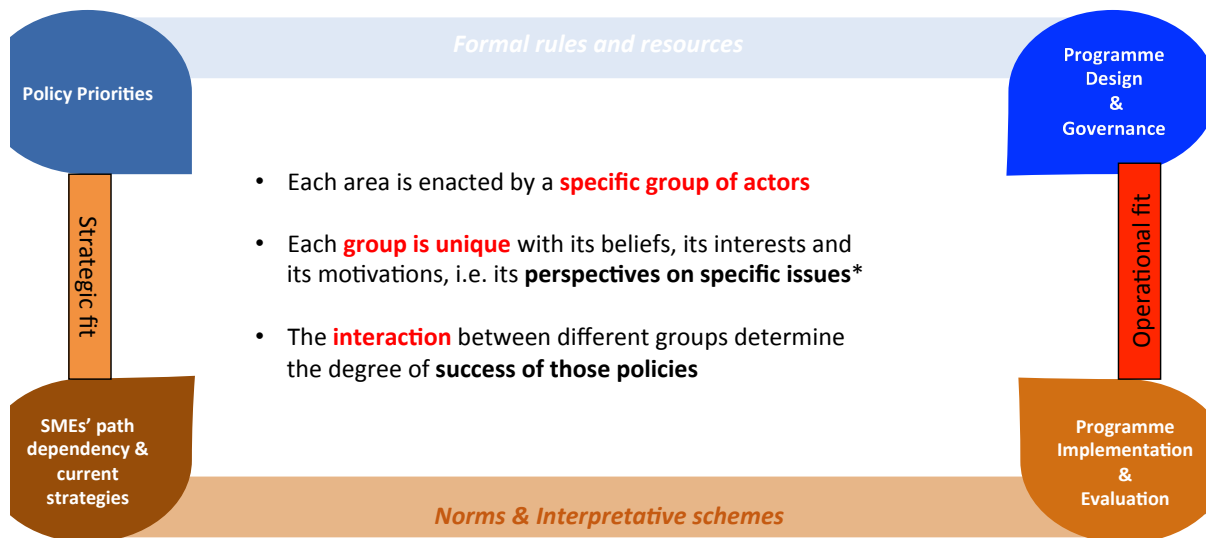 Formal rules and resources
Policy Priorities
Programme
Design
&
Governance
• Each area is enacted by a specific group of actors
• Each group is unique with its beliefs, its interests and
its motivations, i.e. its perspectives on specific issues*
• The interaction between different groups determine
the degree of success of those policies
Strategic fit
Operational fit
SMEs' path
dependency &
current
strategies
Programme
Implementation
&
Evaluation
Norms & Interpretative schemes